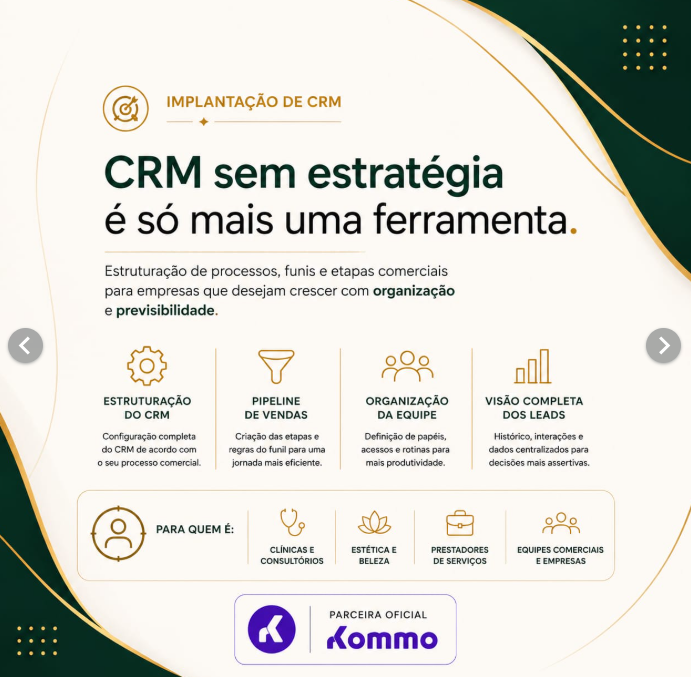 IMPLANTAÇÃO DE CRM
CRM sem estratégia
é só mais uma ferramenta.
Estruturação de processos, funis e etapas comerciais
para empresas que desejam crescer com organização
e previsibilidade.
ESTRUTURAÇÃO
DO CRM
Configuração completa
do CRM de acordo com
o seu processo comercial.
PIPELINE
DE VENDAS
Criação das etapas e
regras do funil para uma
jornada mais eficiente.
ORGANIZAÇÃO
DA EQUIPE
Definição de papéis,
acessos e rotinas para
mais produtividade.
VISÃO COMPLETA
DOS LEADS
Histórico, interações e
dados centralizados para
decisões mais assertivas.
PARA QUEM É:
CLÍNICAS E
CONSULTÓRIOS
ESTÉTICA E
BELEZA
PRESTADORES
DE SERVIÇOS
EQUIPES COMERCIAIS
E EMPRESAS
PARCEIRA OFICIAL
Kommo